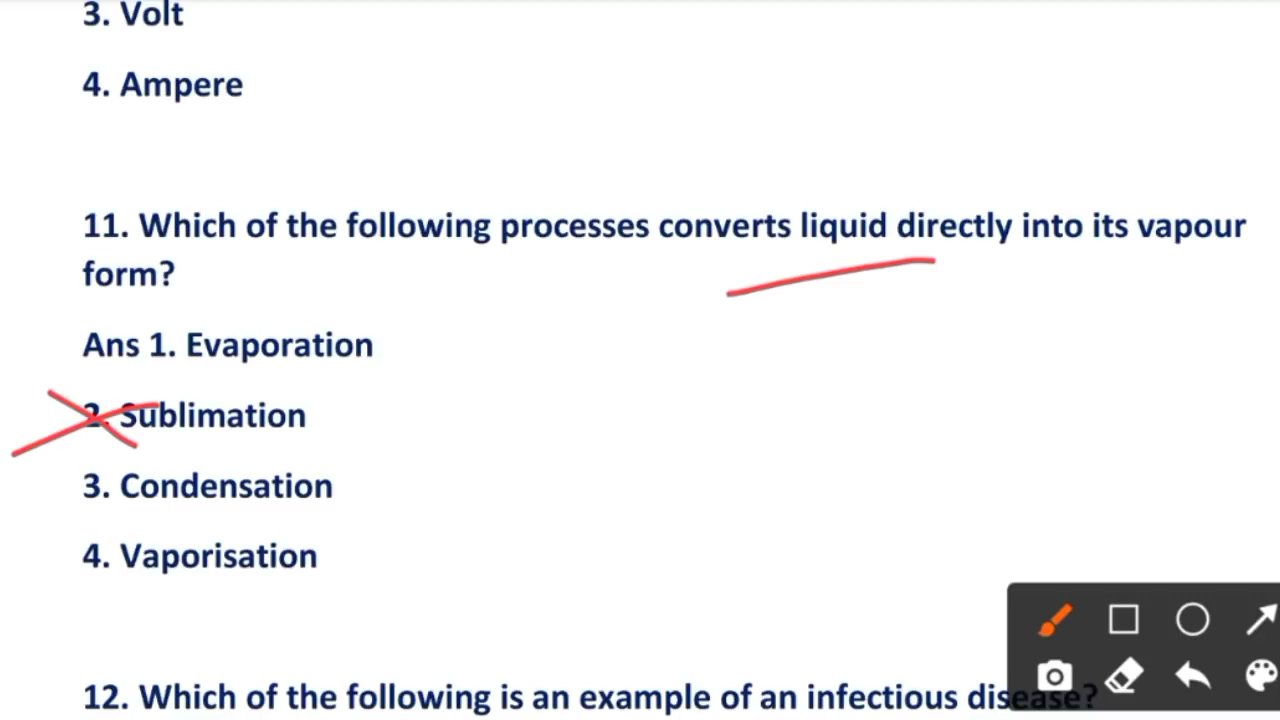 3. Volt
4. Ampere
11. Which of the following processes converts liquid directly into its vapour
form?
Ans 1. Evaporation
2. Sublimation
3. Condensation
4. Vaporisation
12. Which of the following is an example of an infectious disease?